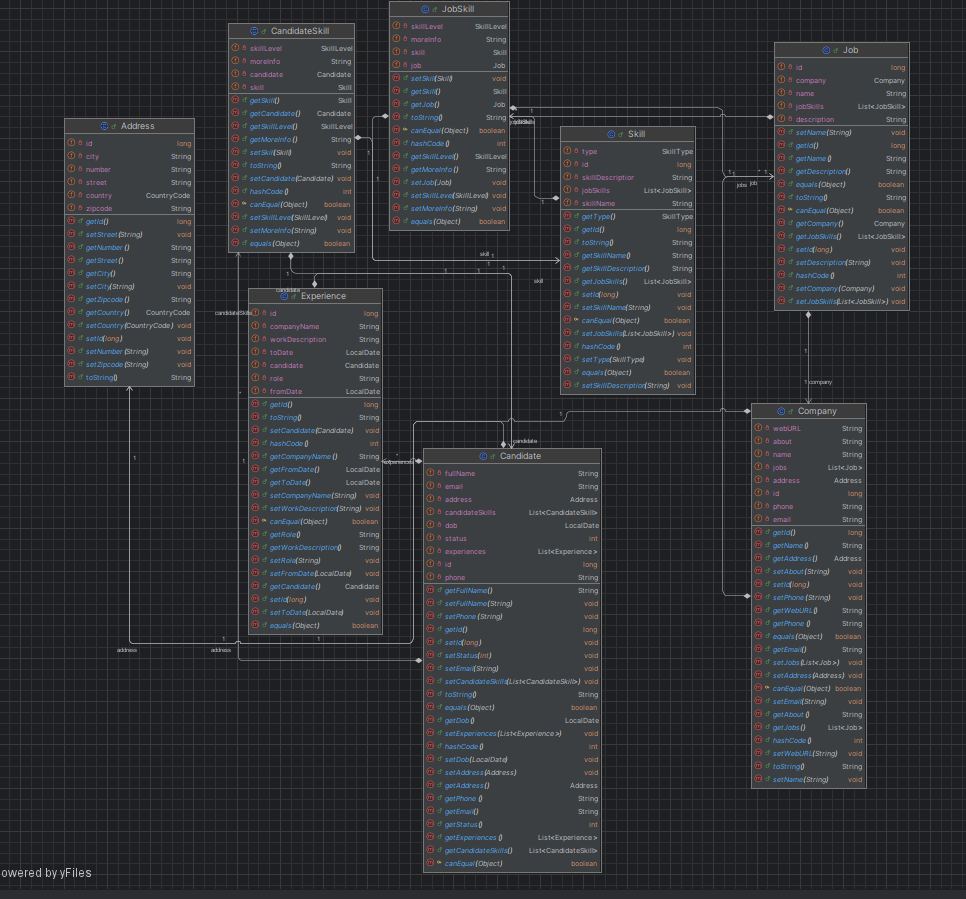 JobSkill
skillLevel SkillLevel
moreInfo String
skill Skill
job Job
setSkill(Skill) void
getSkill() Skill
getJob() Job
toString() String
canEqual(Object) boolean
hashCode() int
getSkillLevel() SkillLevel
getMoreInfo() String
setJob(Job) void
setSkillLevel(SkillLevel) void
setMoreInfo(String) void
equals(Object) boolean
CandidateSkill
skillLevel SkillLevel
moreInfo String
candidate Candidate
skill Skill
getSkill() Skill
getCandidate() Candidate
getSkillLevel() SkillLevel
getMoreInfo() String
setSkill(Skill) void
toString() String
setCandidate(Candidate) void
hashCode() int
canEqual(Object) boolean
setSkillLevel(SkillLevel) void
setMoreInfo(String) void
equals(Object) boolean
Job
id long
company Company
name String
jobSkills List<JobSkill>
description String
setName(String) void
getId() long
getName() String
getDescription() String
equals(Object) boolean
toString() String
canEqual(Object) boolean
getCompany() Company
getJobSkills() List<JobSkill>
setId(long) void
setDescription(String) void
hashCode() int
setCompany(Company) void
setJobSkills(List<JobSkill>) void
Address
id long
city String
number String
street String
country CountryCode
zipcode String
getId() long
setStreet(String) void
getNumber() String
getStreet() String
getCity() String
setCity(String) void
getZipcode() String
getCountry() CountryCode
setCountry(CountryCode) void
setId(long) void
setNumber(String) void
setZipcode(String) void
toString() String
Skill
type SkillType
id long
skillDescription String
jobSkills List<JobSkill>
skillName String
getType() SkillType
getId() long
toString() String
getSkillName() String
getSkillDescription() String
getJobSkills() List<JobSkill>
setId(long) void
setSkillName(String) void
canEqual(Object) boolean
setJobSkills(List<JobSkill>) void
hashCode() int
setType(SkillType) void
equals(Object) boolean
setSkillDescription(String) void
Experience
id long
companyName String
workDescription String
toDate LocalDate
candidate Candidate
role String
fromDate LocalDate
getId() long
toString() String
setCandidate(Candidate) void
hashCode() int
getCompanyName() String
getFromDate() LocalDate
getToDate() LocalDate
setCompanyName(String) void
setWorkDescription(String) void
canEqual(Object) boolean
getRole() String
getWorkDescription() String
setRole(String) void
setFromDate(LocalDate) void
getCandidate() Candidate
setId(long) void
setToDate(LocalDate) void
equals(Object) boolean
Company
webURL String
about String
name String
jobs List<Job>
address Address
id long
phone String
email String
getId() long
getName() String
getAddress() Address
setAbout(String) void
setId(long) void
setPhone(String) void
getWebURL() String
getPhone() String
equals(Object) boolean
getEmail() String
setJobs(List<Job>) void
setAddress(Address) void
canEqual(Object) boolean
setEmail(String) void
getAbout() String
getJobs() List<Job>
hashCode() int
setWebURL(String) void
toString() String
setName(String) void
Candidate
fullName String
email String
address Address
candidateSkills List<CandidateSkill>
dob LocalDate
status int
experiences List<Experience>
id long
phone String
getFullName() String
setFullName(String) void
setPhone(String) void
getId() long
setId(long) void
setStatus(int) void
setEmail(String) void
setCandidateSkills(List<CandidateSkill>) void
toString() String
equals(Object) boolean
getDob() LocalDate
setExperiences(List<Experience>) void
hashCode() int
setDob(LocalDate) void
setAddress(Address) void
getAddress() Address
getPhone() String
getEmail() String
getStatus() int
getExperiences() List<Experience>
getCandidateSkills() List<CandidateSkill>
canEqual(Object) boolean
jobs job
skill
skill
candidate
candidate
1 company
address
address
owered by yFiles